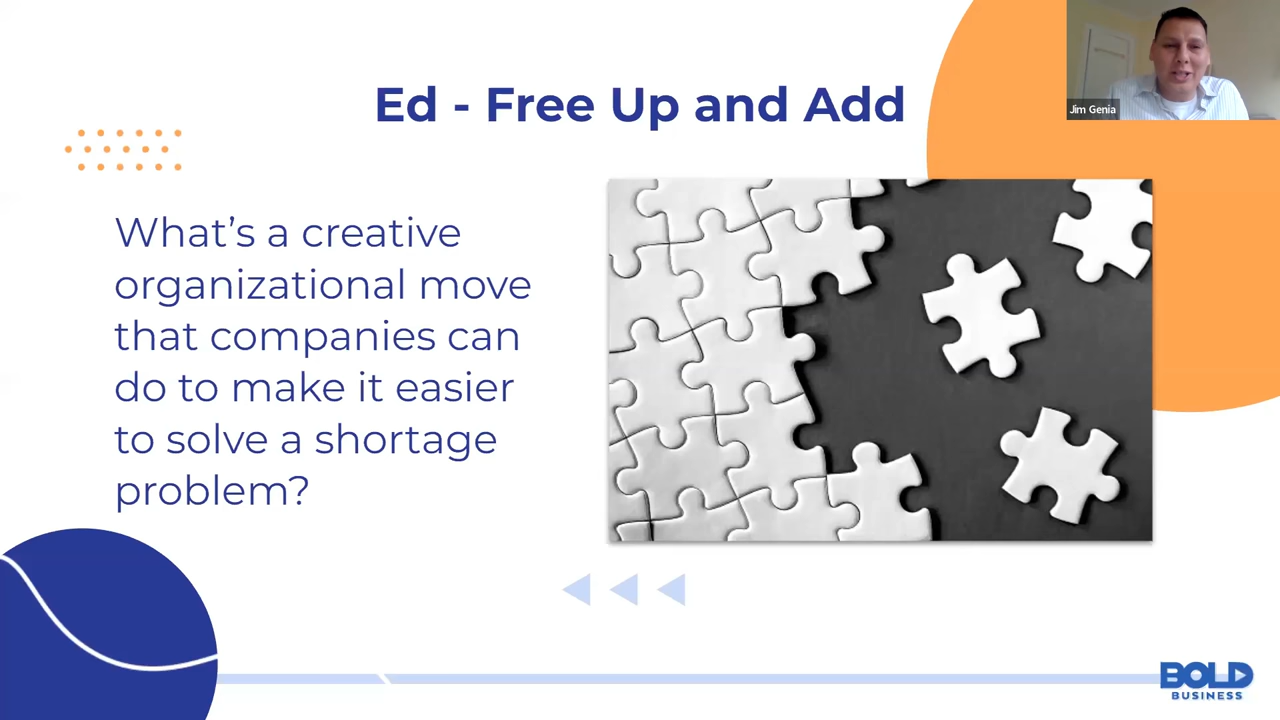 Ed - Free Up and Add
Jim Genia
What’s a creative
organizational move
that companies can
do to make it easier
to solve a shortage
problem?
BOLD
BUSINESS